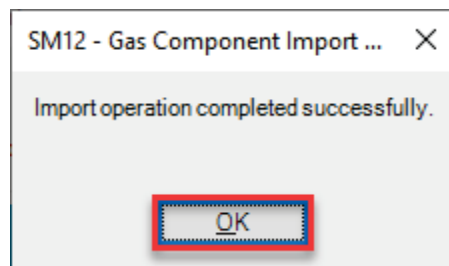 SM12 - Gas Component Import ...
Import operation completed successfully.
OK